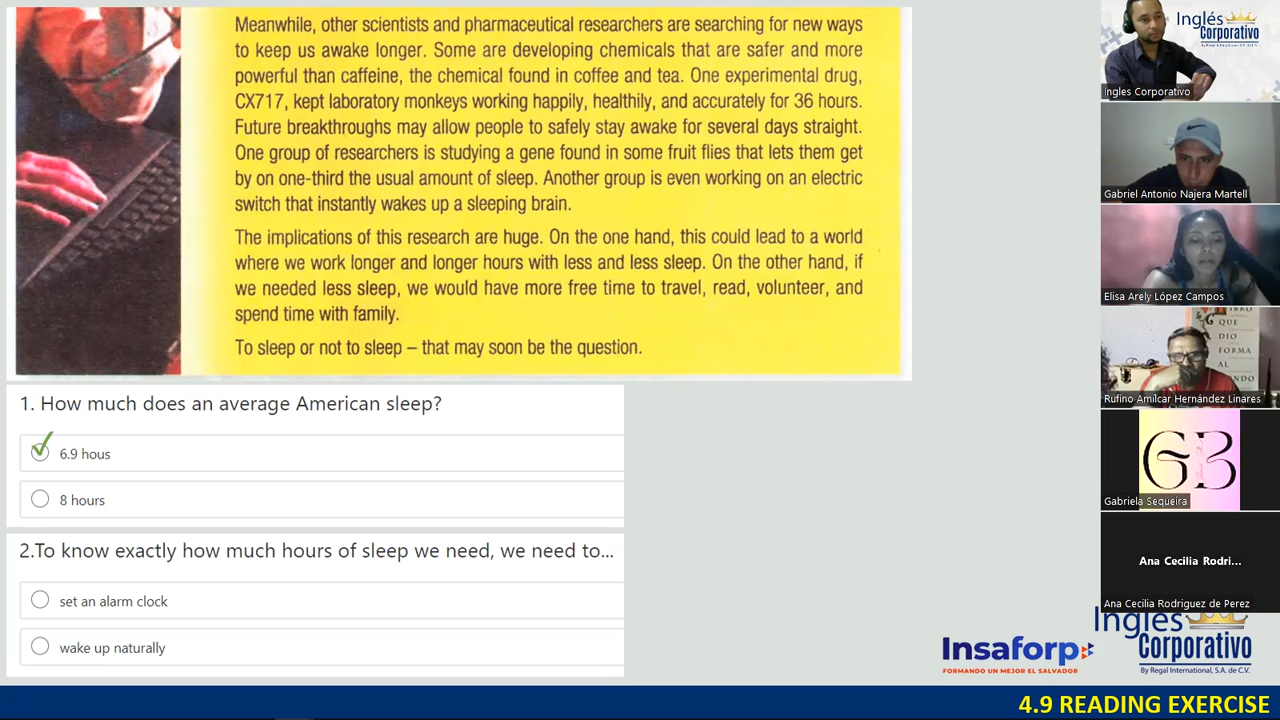 Meanwhile, other scientists and pharmaceutical researchers are searching for new ways
to keep us awake longer. Some are developing chemicals that are safer and more
powerful than caffeine, the chemical found in coffee and tea. One experimental drug,
CX717, kept laboratory monkeys working happily, healthily, and accurately for 36 hours.
Future breakthroughs may allow people to safely stay awake for several days straight.
One group of researchers is studying a gene found in some fruit flies that lets them get
by on one-third the usual amount of sleep. Another group is even working on an electric
switch that instantly wakes up a sleeping brain.
The implications of this research are huge. On the one hand, this could lead to a world
where we work longer and longer hours with less and less sleep. On the other hand, if
we needed less sleep, we would have more free time to travel, read, volunteer, and
spend time with family.
To sleep or not to sleep – that may soon be the question.
1. How much does an average American sleep?
6.9 hous
8 hours
2.To know exactly how much hours of sleep we need, we need to...
set an alarm clock
wake up naturally
Inglés
Corporativo
By Regal International, S.A. de C.V.
Ingles Corporativo
Gabriel Antonio Najera Martell
Elisa Arely López Campos
QUE
DIO
FORMA
AL
Rufino Amílcar Hernández Linares
GB
Gabriela Sequeira
Ana Cecilia Rodri...
Ana Cecilia Rodriguez de Perez
Insaforp
FORMANDO UN MEJOR EL SALVADOR
Inglés
Corporativo
By Regal International, S.A. de C.V.
4.9 READING EXERCISE